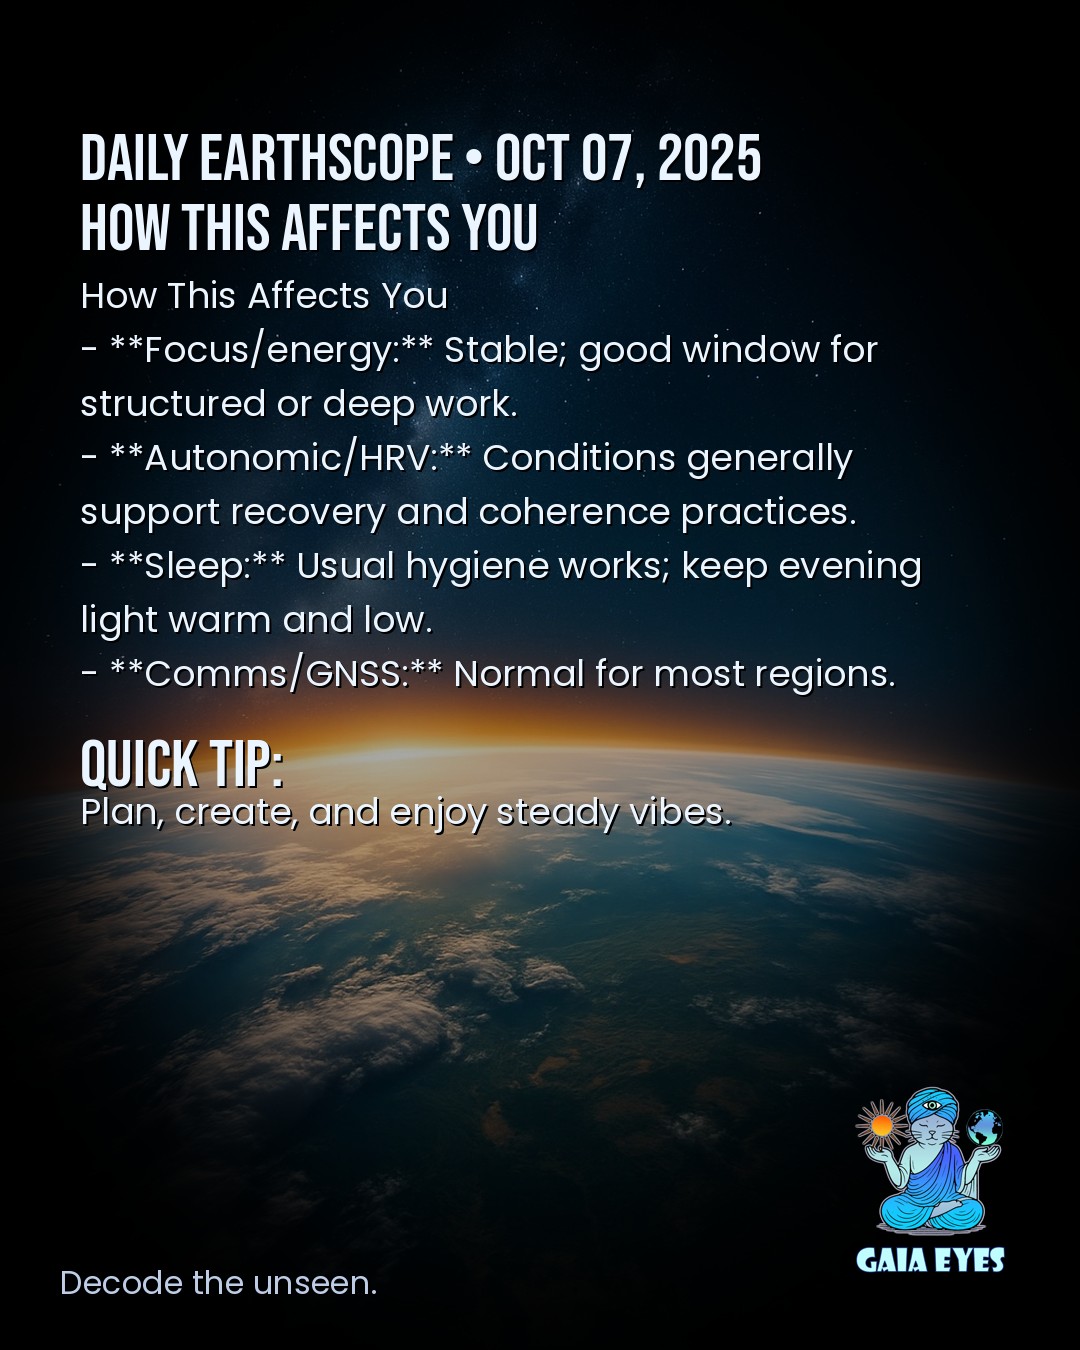 DAILY EARTHSCOPE • OCT 07, 2025
HOW THIS AFFECTS YOU
How This Affects You
- **Focus/energy:** Stable; good window for
structured or deep work.
- **Autonomic/HRV:** Conditions generally
support recovery and coherence practices.
- **Sleep:** Usual hygiene works; keep evening
light warm and low.
- **Comms/GNSS:** Normal for most regions.
QUICK TIP:
Plan, create, and enjoy steady vibes.
GAIA EYES
Decode the unseen.